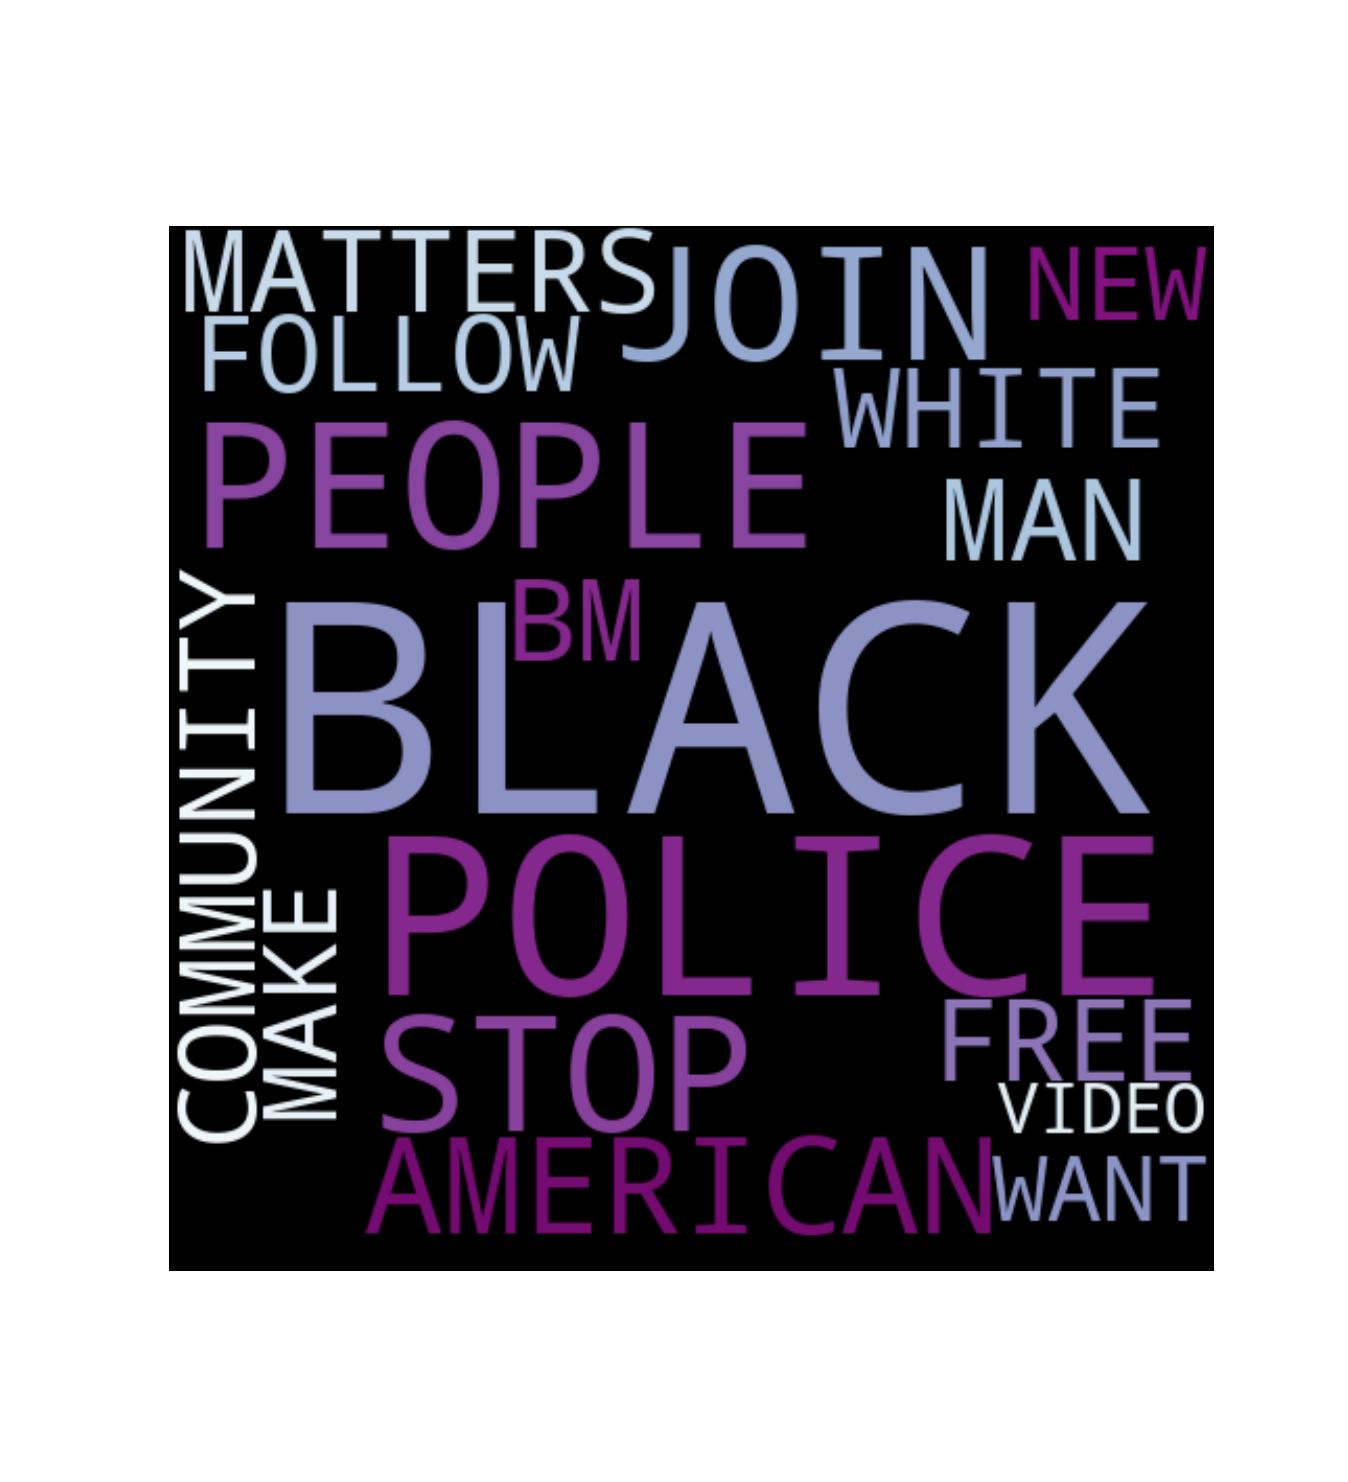 MATTERS
JOIN
NEW
FOLLOW
WHITE
PEOPLE
MAN
BM
BLACK
COMMUNITY
MAKE
POLICE
STOP
FREE
VIDEO
AMERICAN
WANT